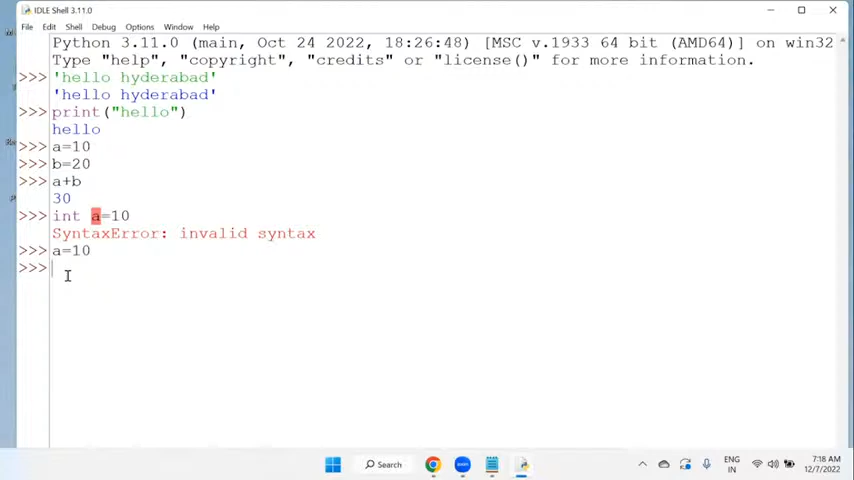 IDLE Shell 3.11.0
File Edit Shell Debug Options Window Help
Python 3.11.0 (main, Oct 24 2022, 18:26:48) [MSC v.1933 64 bit (AMD64)] on win32
Type "help", "copyright", "credits" or "license()" for more information.
>>> 'hello hyderabad'
'hello hyderabad'
>>> print("hello")
hello
>>> a=10
>>> b=20
>>> a+b
30
>>> int a=10
SyntaxError: invalid syntax
>>> a=10
>>>
Search
ENG
IN
7:18 AM
12/7/2022